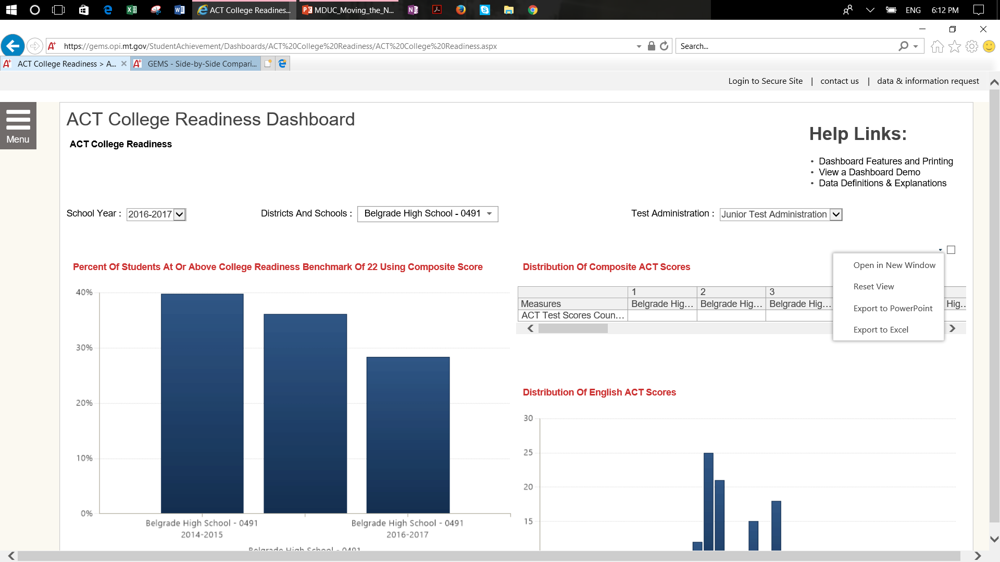 ACT College Readines...
MDUC_Moving_the_N...
ENG
6:12 PM
https://gems.opi.mt.gov/StudentAchievement/Dashboards/ACT%20College%20Readiness/ACT%20College%20Readiness.aspx
Search...
ACT College Readiness > A...
GEMS - Side-by-Side Compari...
Login to Secure Site | contact us | data & information request
Menu
ACT College Readiness Dashboard
ACT College Readiness
Help Links:
• Dashboard Features and Printing
• View a Dashboard Demo
• Data Definitions & Explanations
School Year : 2016-2017
Districts And Schools : Belgrade High School - 0491
Test Administration : Junior Test Administration
Percent Of Students At Or Above College Readiness Benchmark Of 22 Using Composite Score
40%
30%
20%
10%
0%
Belgrade High School - 0491
2014-2015
Belgrade High School - 0491
Belgrade High School - 0491
2016-2017
Distribution Of Composite ACT Scores
1 2 3
Measures Belgrade Hig... Belgrade Hig... Belgrade Hig... Hig...
ACT Test Scores Coun...
Open in New Window
Reset View
Export to PowerPoint
Export to Excel
Distribution Of English ACT Scores
30
25
20
15